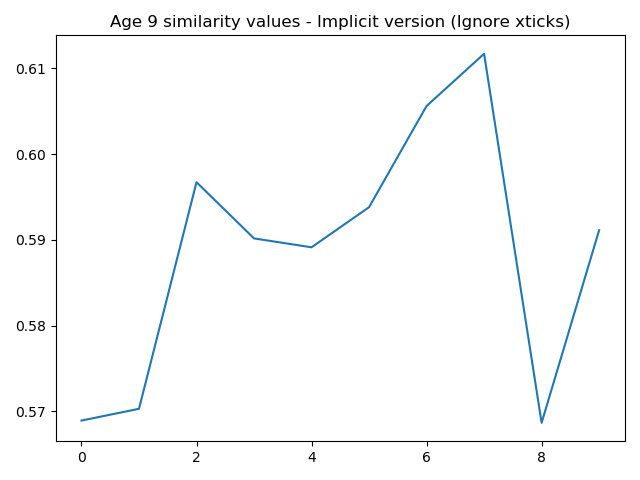 Age 9 similarity values - Implicit version (Ignore xticks)
0.61
0.60
0.59
0.58
0.57
0 2 4 6 8